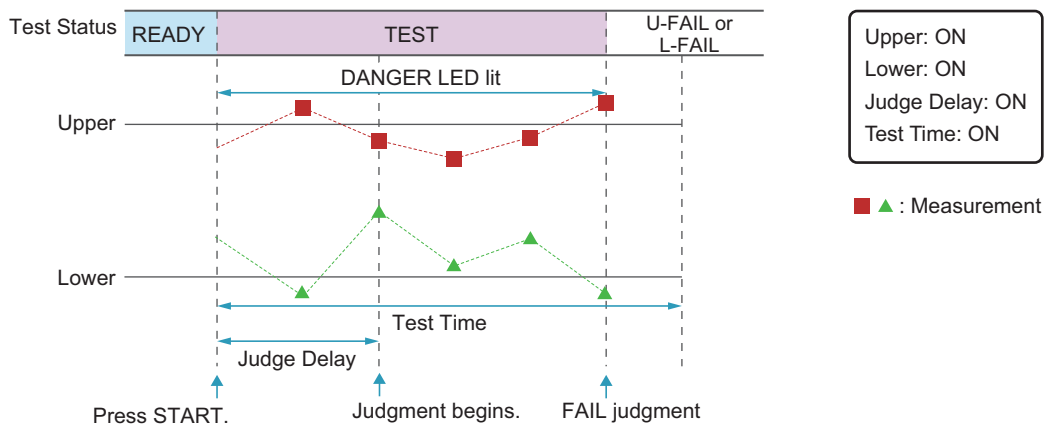 Test Status
READY
TEST
U-FAIL or
L-FAIL
DANGER LED lit
Upper
Lower
Test Time
Judge Delay
Press START.
Judgment begins.
FAIL judgment
Upper: ON
Lower: ON
Judge Delay: ON
Test Time: ON
: Measurement